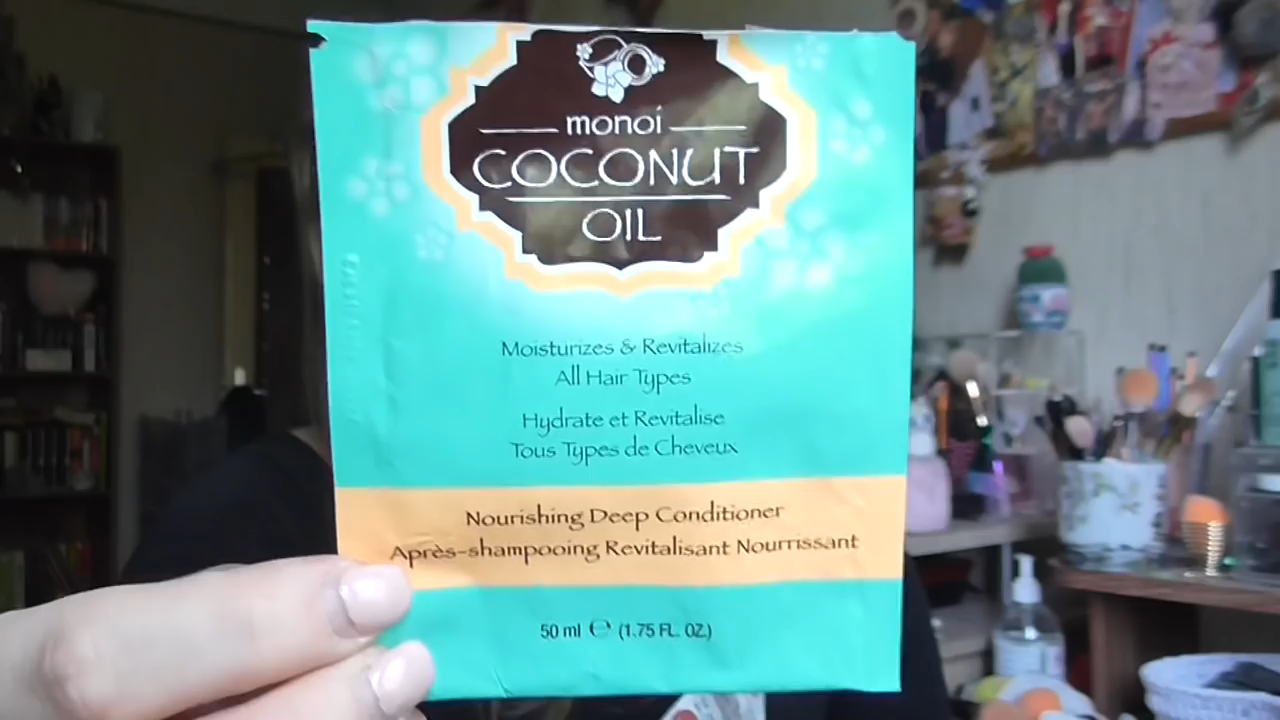 monoi
COCONUT
OIL
Moisturizes & Revitalizes
All Hair Types
Hydrate et Revitalise
Tous Types de Cheveux
Nourishing Deep Conditioner
Après-shampooing Revitalisant Nourrissant
50 ml ℮ (1.75 FL. OZ.)